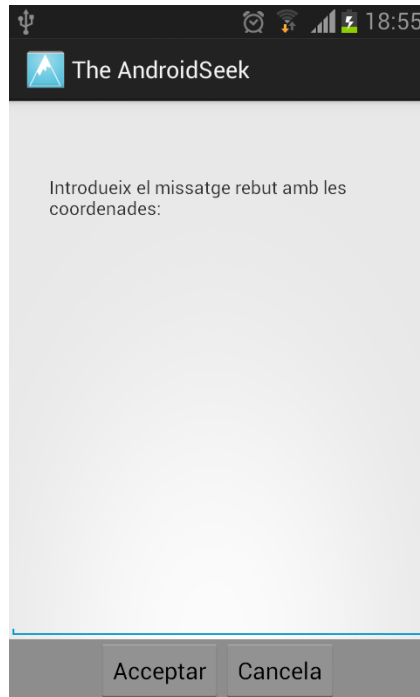 18:55
The AndroidSeek
Introdueix el missatge rebut amb les
coordenades:
Acceptar Cancela